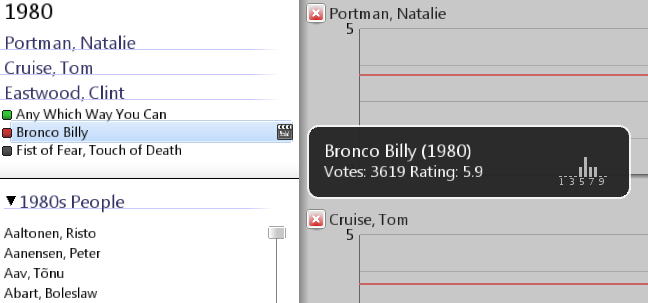 1980
Portman, Natalie
Cruise, Tom
Eastwood, Clint
Any Which Way You Can
Bronco Billy
Fist of Fear, Touch of Death
1980s People
Aaltonen, Risto
Aanensen, Peter
Aav, Tõnu
Abart, Boleslaw
Portman, Natalie
5
Bronco Billy (1980)
Votes: 3619 Rating: 5.9
1 3 5 7 9
Cruise, Tom
5